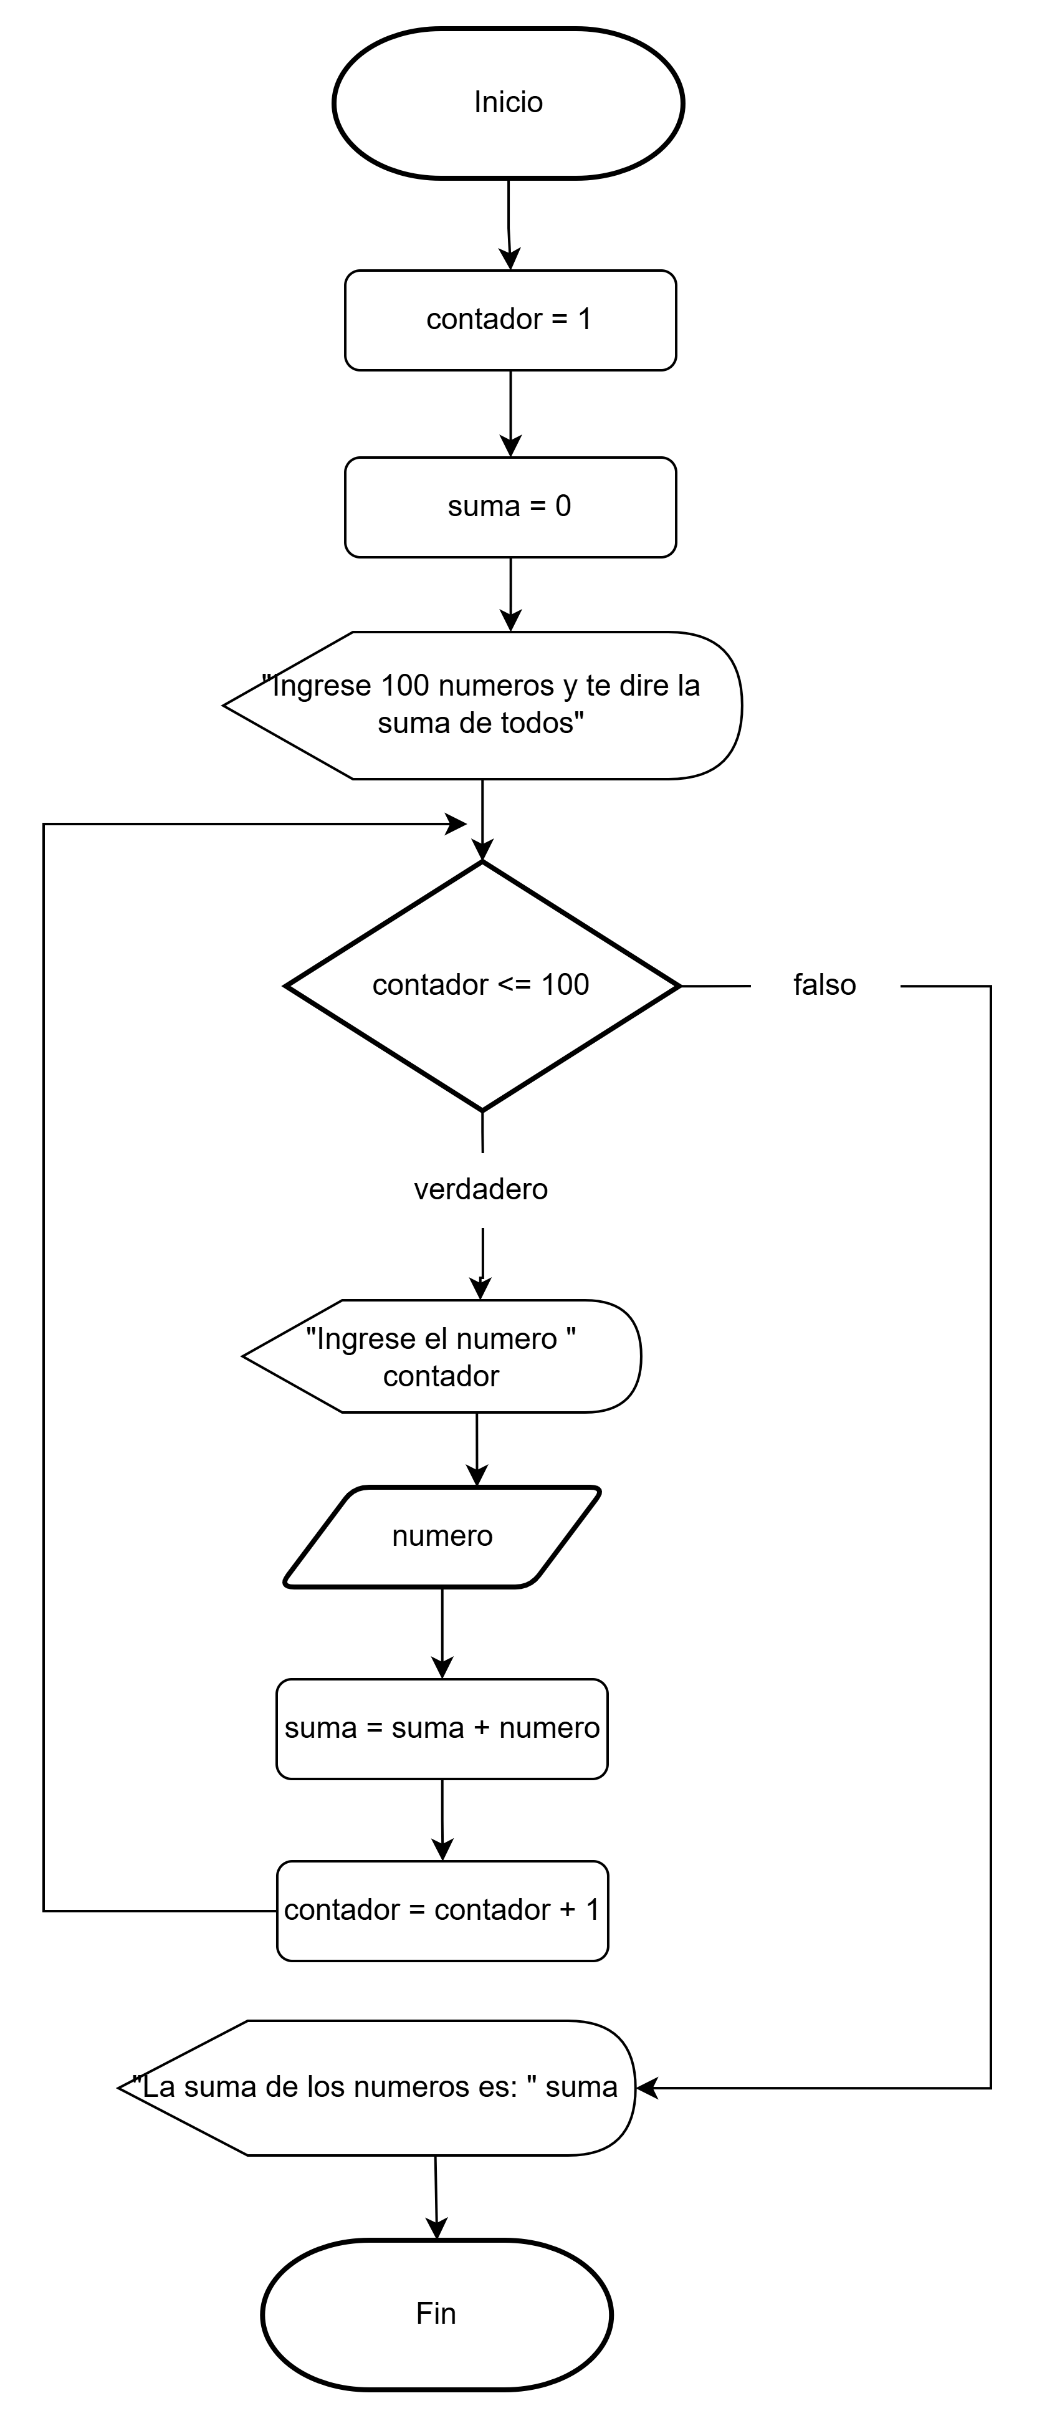 Inicio
contador = 1
suma = 0
"Ingrese 100 numeros y te dire la
suma de todos"
contador <= 100
falso
verdadero
"Ingrese el numero "
contador
numero
suma = suma + numero
contador = contador + 1
"La suma de los numeros es: " suma
Fin